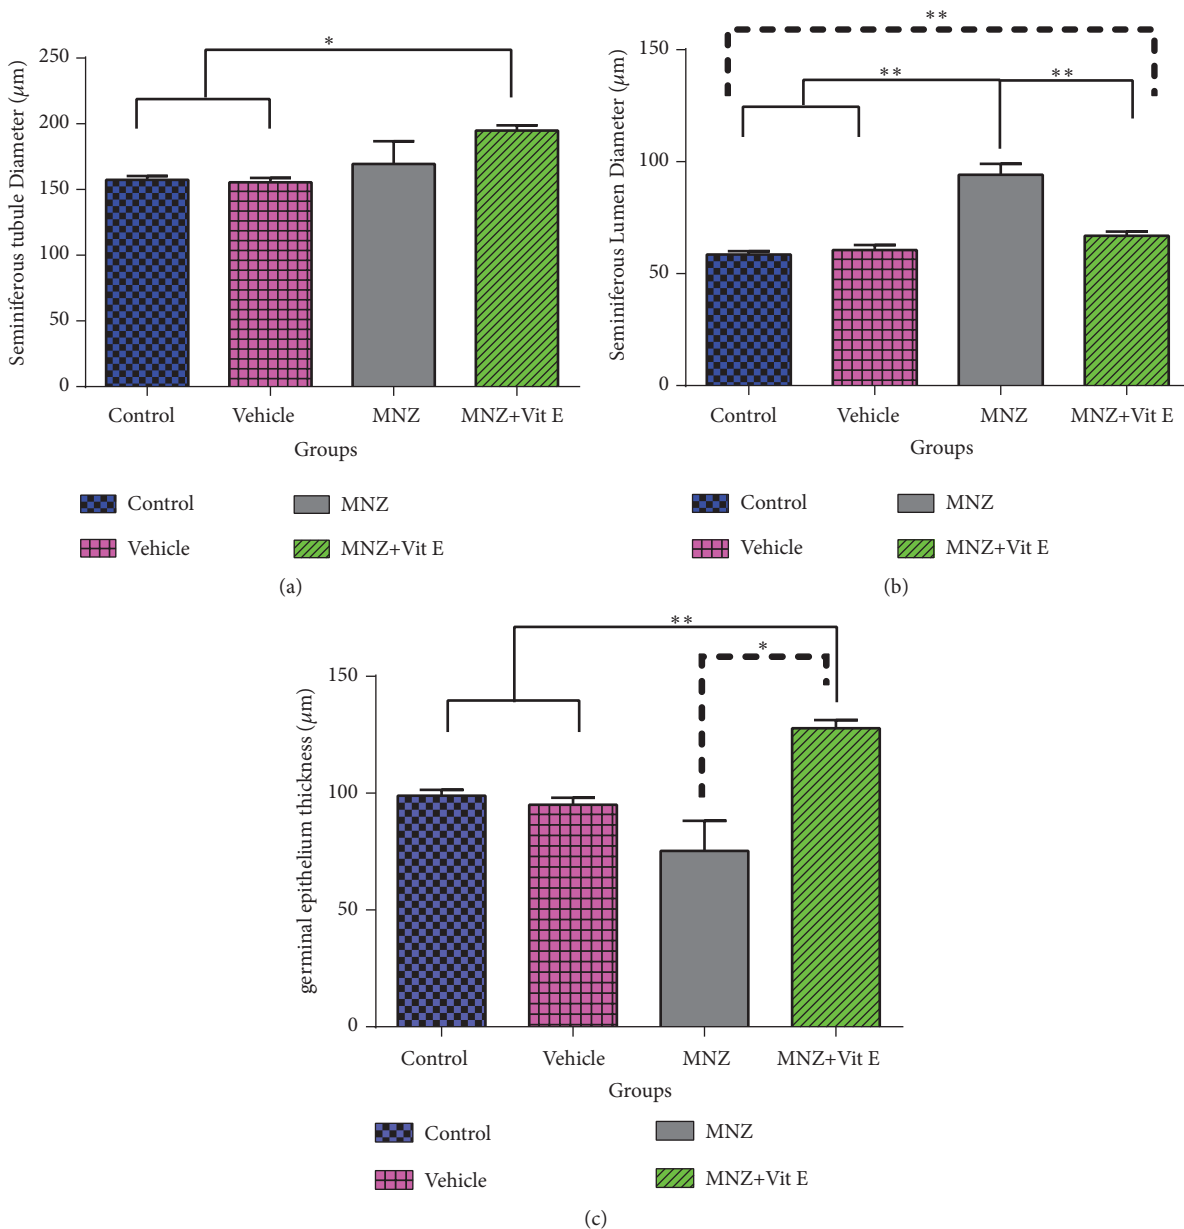 *
250
200
150
100
50
0
Seminiferous tubule Diameter (μm)
Control Vehicle MNZ MNZ+Vit E
Groups
Control MNZ
Vehicle MNZ+Vit E
(a)
**
** **
150
100
50
0
Seminiferous Lumen Diameter (μm)
Control Vehicle MNZ MNZ+Vit E
Groups
Control MNZ
Vehicle MNZ+Vit E
(b)
**
*
150
100
50
0
germinal epithelium thickness (μm)
Control Vehicle MNZ MNZ+Vit E
Groups
Control MNZ
Vehicle MNZ+Vit E
(c)